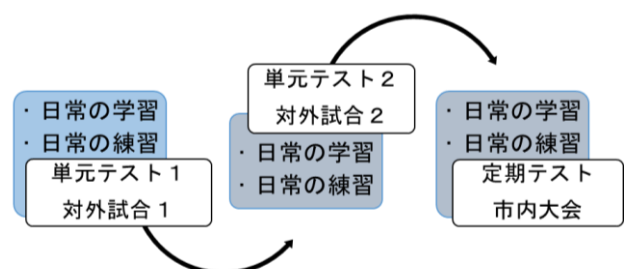 ・日常の学習
・日常の練習
単元テスト１
対外試合１
単元テスト２
対外試合２
・日常の学習
・日常の練習
・日常の学習
・日常の練習
定期テスト
市内大会